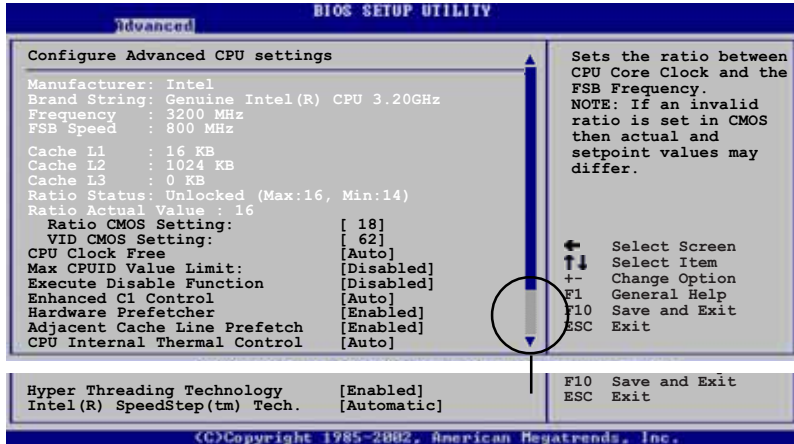 BIOS SETUP UTILITY
Advanced
Configure Advanced CPU settings
Manufacturer: Intel
Brand String: Genuine Intel(R) CPU 3.20GHz
Frequency : 3200 MHz
FSB Speed : 800 MHz
Cache L1 : 16 KB
Cache L2 : 1024 KB
Cache L3 : 0 KB
Ratio Status: Unlocked (Max:16, Min:14)
Ratio Actual Value : 16
Ratio CMOS Setting: [ 18]
VID CMOS Setting: [ 62]
CPU Clock Free [Auto]
Max CPUID Value Limit: [Disabled]
Execute Disable Function [Disabled]
Enhanced C1 Control [Auto]
Hardware Prefetcher [Enabled]
Adjacent Cache Line Prefetch [Enabled]
CPU Internal Thermal Control [Auto]
Sets the ratio between
CPU Core Clock and the
FSB Frequency.
NOTE: If an invalid
ratio is set in CMOS
then actual and
setpoint values may
differ.
Select Screen
Select Item
+- Change Option
F1 General Help
F10 Save and Exit
ESC Exit
Hyper Threading Technology [Enabled]
Intel(R) SpeedStep(tm) Tech. [Automatic]
F10 Save and Exit
ESC Exit
(C)Copyright 1985-2002, American Megatrends, Inc.